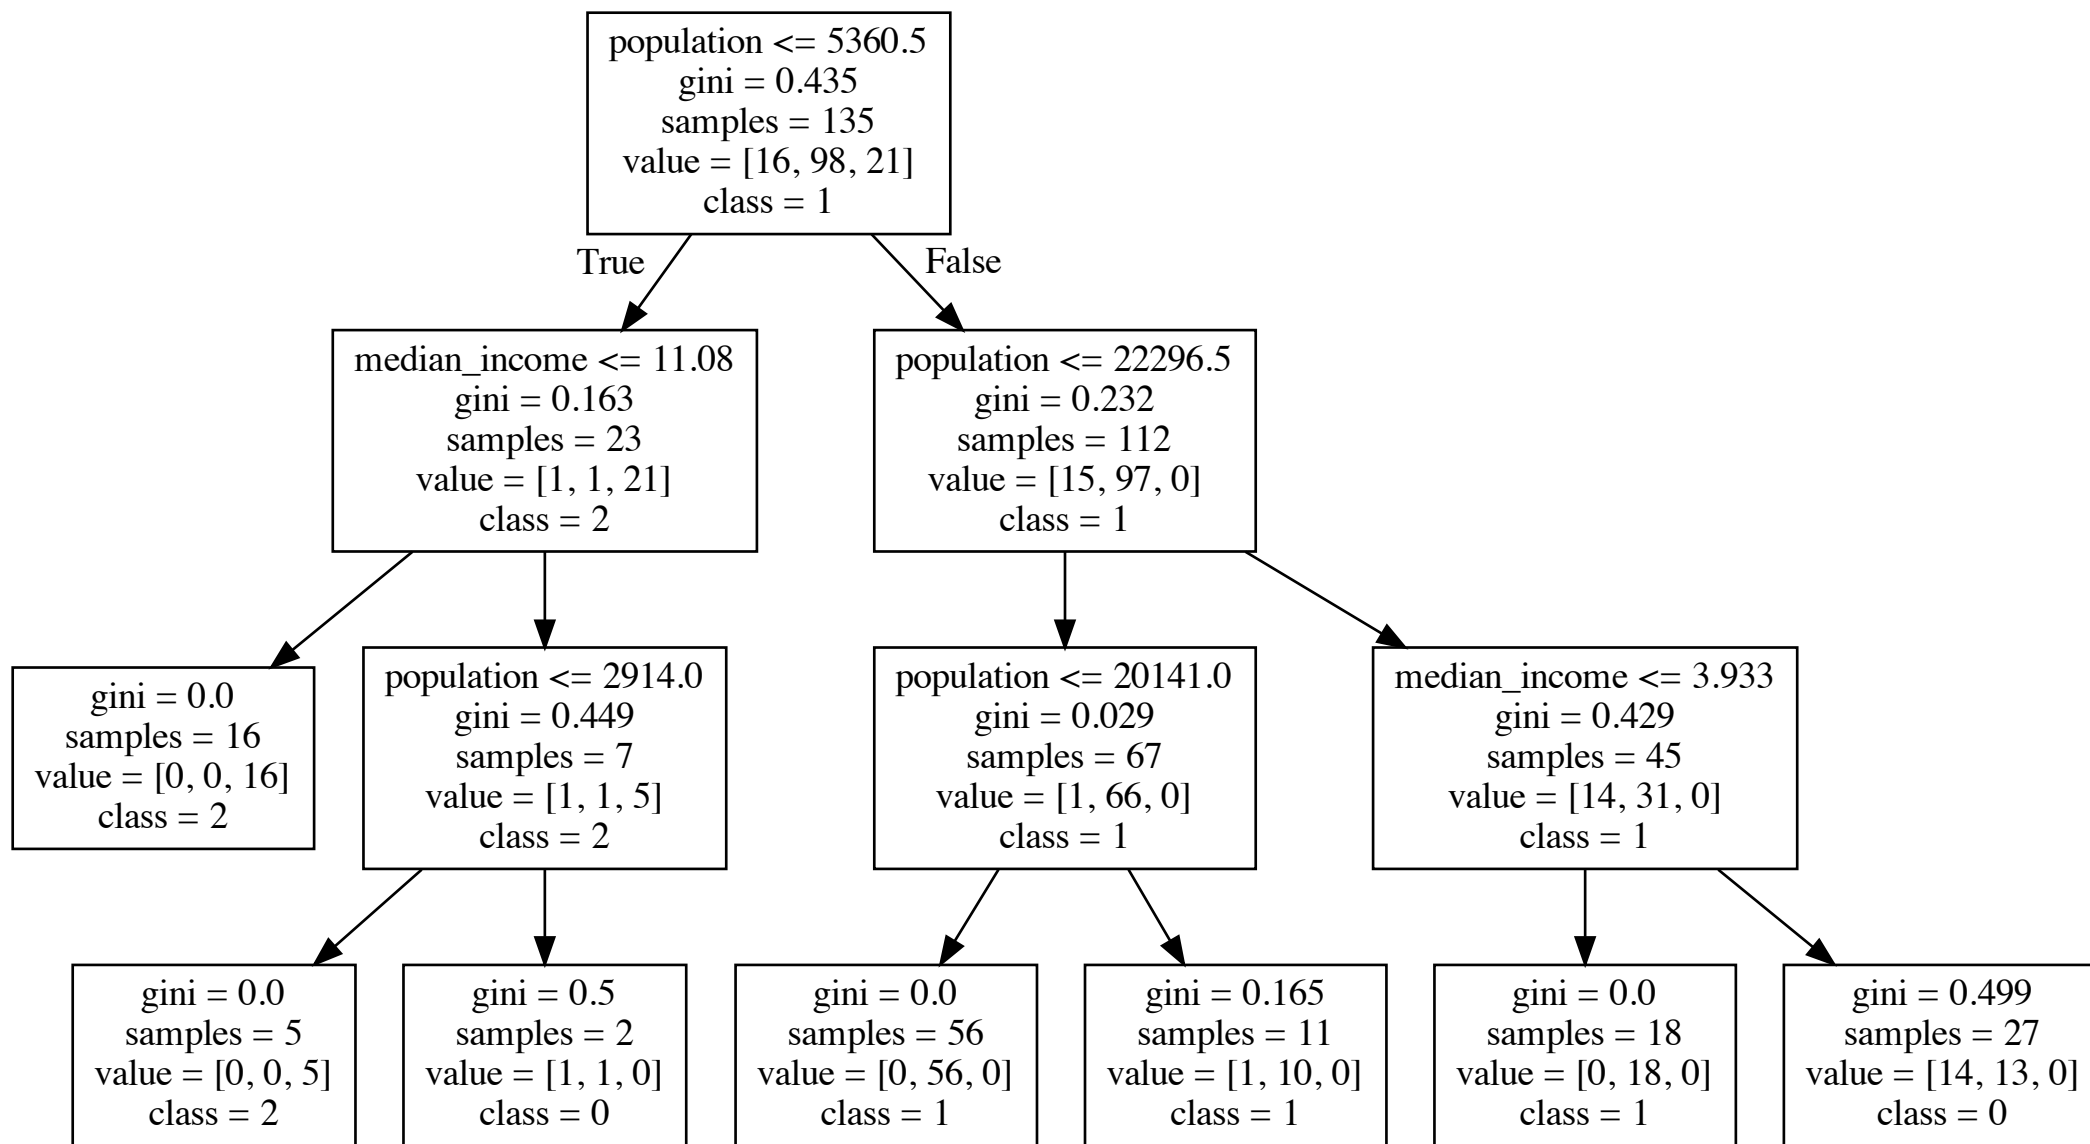 population <= 5360.5
gini = 0.435
samples = 135
value = [16, 98, 21]
class = 1
True
False
median_income <= 11.08
gini = 0.163
samples = 23
value = [1, 1, 21]
class = 2
population <= 22296.5
gini = 0.232
samples = 112
value = [15, 97, 0]
class = 1
gini = 0.0
samples = 16
value = [0, 0, 16]
class = 2
population <= 2914.0
gini = 0.449
samples = 7
value = [1, 1, 5]
class = 2
population <= 20141.0
gini = 0.029
samples = 67
value = [1, 66, 0]
class = 1
median_income <= 3.933
gini = 0.429
samples = 45
value = [14, 31, 0]
class = 1
gini = 0.0
samples = 5
value = [0, 0, 5]
class = 2
gini = 0.5
samples = 2
value = [1, 1, 0]
class = 0
gini = 0.0
samples = 56
value = [0, 56, 0]
class = 1
gini = 0.165
samples = 11
value = [1, 10, 0]
class = 1
gini = 0.0
samples = 18
value = [0, 18, 0]
class = 1
gini = 0.499
samples = 27
value = [14, 13, 0]
class = 0